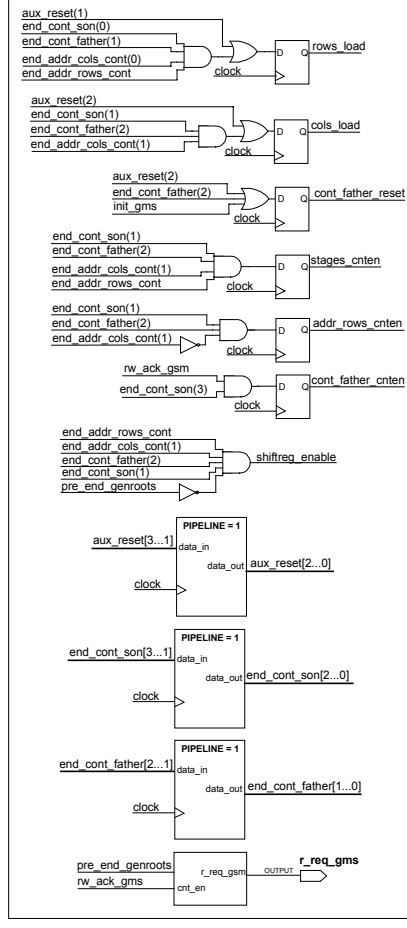 aux_reset(1)
end_cont_son(0)
end_cont_father(1)
end_addr_cols_cont(0)
end_addr_rows_cont
clock
D Q
rows_load
aux_reset(2)
end_cont_son(1)
end_cont_father(2)
end_addr_cols_cont(1)
clock
D Q
cols_load
aux_reset(2)
end_cont_father(2)
init_gms
clock
D Q
cont_father_reset
end_cont_son(1)
end_cont_father(2)
end_addr_cols_cont(1)
end_addr_rows_cont
clock
D Q
stages_cnten
end_cont_son(1)
end_cont_father(2)
end_addr_cols_cont(1)
clock
D Q
addr_rows_cnten
rw_ack_gsm
end_cont_son(3)
clock
D Q
cont_father_cnten
end_addr_rows_cont
end_addr_cols_cont(1)
end_cont_father(2)
end_cont_son(1)
pre_end_genroots
shiftreg_enable
PIPELINE = 1
aux_reset[3...1]
data_in
data_out
aux_reset[2...0]
clock
PIPELINE = 1
end_cont_son[3...1]
data_in
data_out
end_cont_son[2...0]
clock
PIPELINE = 1
end_cont_father[2...1]
data_in
data_out
end_cont_father[1...0]
clock
pre_end_genroots
rw_ack_gms
cnt_en
r_req_gsm
OUTPUT
r_req_gms